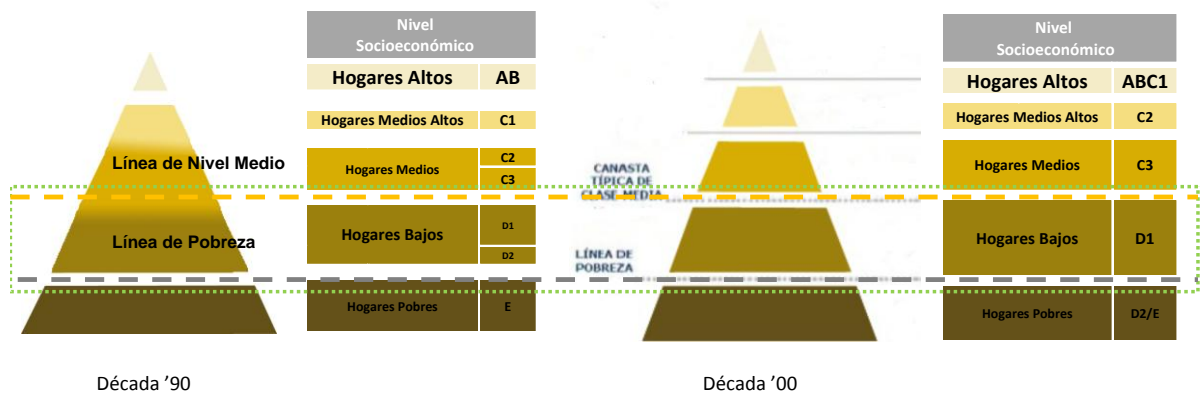 Línea de Nivel Medio
Línea de Pobreza
Nivel
Socioeconómico
Hogares Altos AB
Hogares Medios Altos C1
Hogares Medios C2
C3
Hogares Bajos D1
D2
Hogares Pobres E
Década ’90
CANASTA
TÍPICA DE
CLASE MEDIA
LÍNEA DE
POBREZA
Nivel
Socioeconómico
Hogares Altos ABC1
Hogares Medios Altos C2
Hogares Medios C3
Hogares Bajos D1
Hogares Pobres D2/E
Década ’00